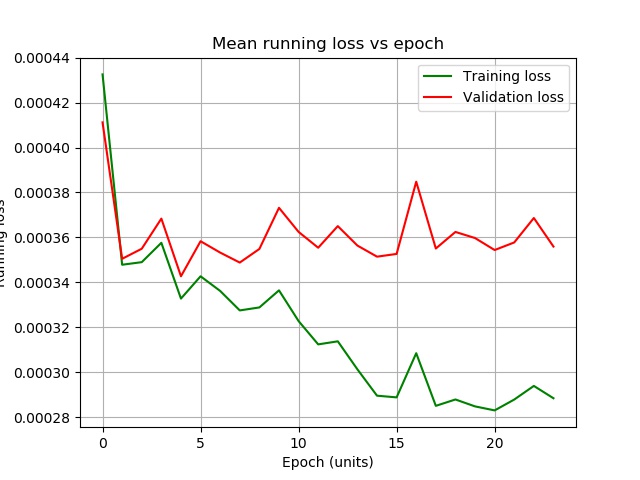 Mean running loss vs epoch
Training loss
Validation loss
0.00044
0.00042
0.00040
0.00038
0.00036
0.00034
0.00032
0.00030
0.00028
Running loss
0
5
10
15
20
Epoch (units)